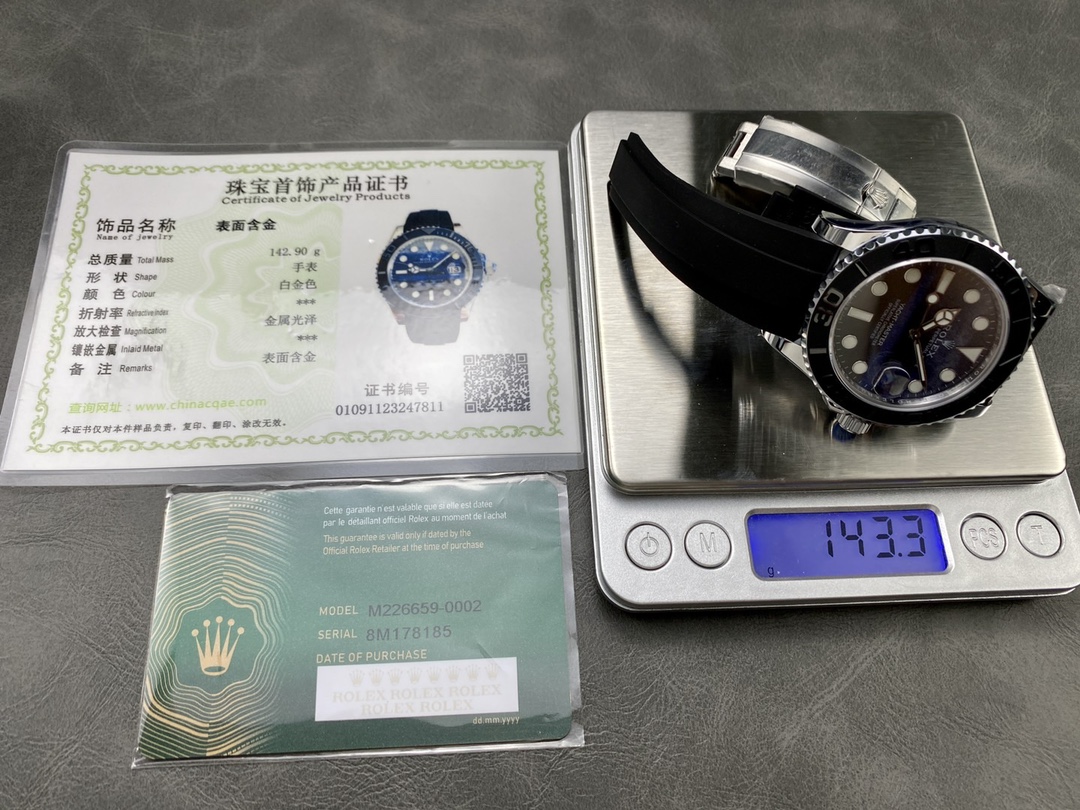 珠宝首饰产品证书
Certificate of Jewelry Products
饰品名称 表面含金
Name of jewelry
总质量 Total Mass 142.90 g
形状 Shape 手表
颜色 Colour 白金色
折射率 Refractive index ***
放大检查 Magnification 金属光泽
镶嵌金属 Inlaid Metal ***
备注 Remarks 表面含金
证书编号
01091123247811
查询网址：www.chinacqae.com
本证书仅对本件样品负责，复印、翻印、涂改无效。
Cette garantie n'est valable que si elle est datée
par le détaillant officiel Rolex au moment de l'achat
This guarantee is valid only if dated by the
Official Rolex Retailer at the time of purchase
MODEL M226659-0002
SERIAL 8M178185
DATE OF PURCHASE
ROLEX ROLEX ROLEX
ROLEX ROLEX
dd.mm.yyyy
ROLEX
YACHT-MASTER
143.3
g
M
PCS
T